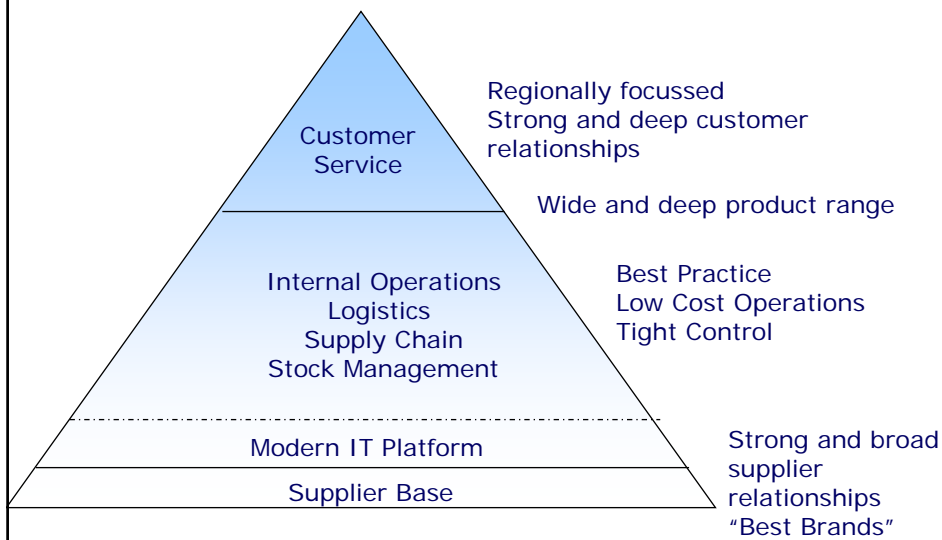 Customer
Service
Regionally focussed
Strong and deep customer
relationships
Wide and deep product range
Internal Operations
Logistics
Supply Chain
Stock Management
Best Practice
Low Cost Operations
Tight Control
Modern IT Platform
Supplier Base
Strong and broad
supplier
relationships
“Best Brands”